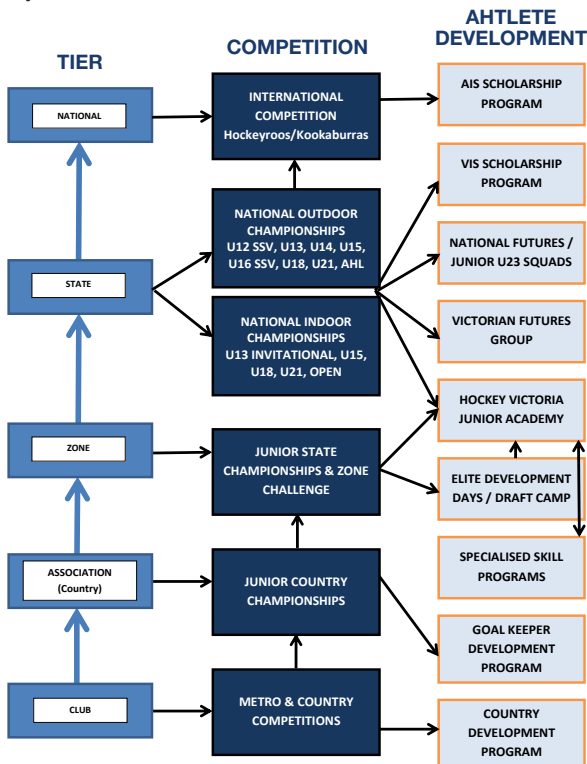 TIER
COMPETITION
AHTLETE
DEVELOPMENT
NATIONAL
INTERNATIONAL
COMPETITION
Hockeyroos/Kookaburras
AIS SCHOLARSHIP
PROGRAM
VIS SCHOLARSHIP
PROGRAM
STATE
NATIONAL OUTDOOR
CHAMPIONSHIPS
U12 SSV, U13, U14, U15,
U16 SSV, U18, U21, AHL
NATIONAL INDOOR
CHAMPIONSHIPS
U13 INVITATIONAL, U15,
U18, U21, OPEN
NATIONAL FUTURES /
JUNIOR U23 SQUADS
VICTORIAN FUTURES
GROUP
HOCKEY VICTORIA
JUNIOR ACADEMY
ZONE
JUNIOR STATE
CHAMPIONSHIPS & ZONE
CHALLENGE
ELITE DEVELOPMENT
DAYS / DRAFT CAMP
SPECIALISED SKILL
PROGRAMS
ASSOCIATION
(Country)
JUNIOR COUNTRY
CHAMPIONSHIPS
GOAL KEEPER
DEVELOPMENT
PROGRAM
CLUB
METRO & COUNTRY
COMPETITIONS
COUNTRY
DEVELOPMENT
PROGRAM